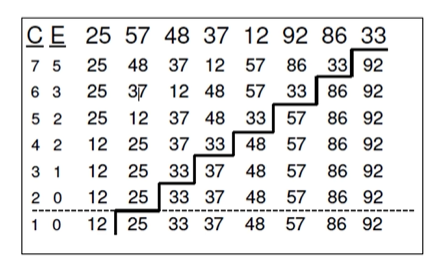 C E 25 57 48 37 12 92 86 33
7 5 25 48 37 12 57 86 33 92
6 3 25 37 12 48 57 33 86 92
5 2 25 12 37 48 33 57 86 92
4 2 12 25 37 33 48 57 86 92
3 1 12 25 33 37 48 57 86 92
2 0 12 25 33 37 48 57 86 92
1 0 12 25 33 37 48 57 86 92